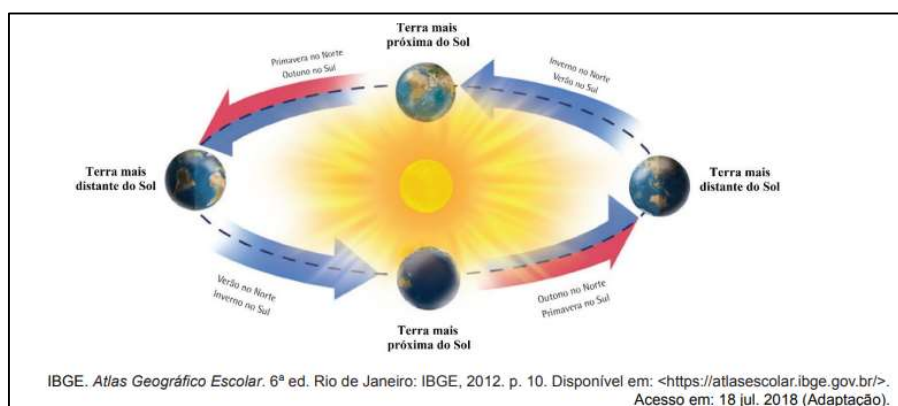 Terra mais
próxima do Sol
Primavera no Norte
Outono no Sul
Inverno no Norte
Verão no Sul
Terra mais
distante do Sol
Terra mais
distante do Sol
Verão no Norte
Inverno no Sul
Outono no Norte
Primavera no Sul
Terra mais
próxima do Sol
IBGE. Atlas Geográfico Escolar. 6ª ed. Rio de Janeiro: IBGE, 2012. p. 10. Disponível em: <https://atlasescolar.ibge.gov.br/>.
Acesso em: 18 jul. 2018 (Adaptação).